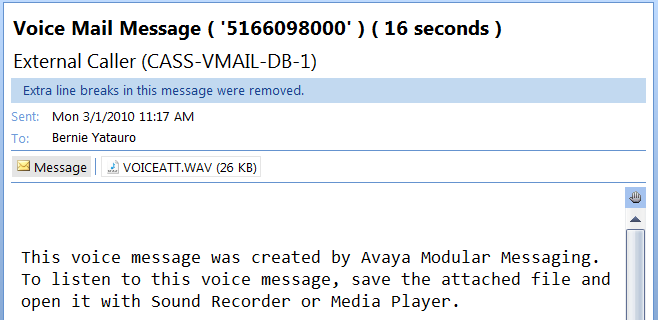 Voice Mail Message ( '5166098000' ) ( 16 seconds )
External Caller (CASS-VMAIL-DB-1)
Extra line breaks in this message were removed.
Sent: Mon 3/1/2010 11:17 AM
To: Bernie Yatauro
Message VOICEATT.WAV (26 KB)
This voice message was created by Avaya Modular Messaging.
To listen to this voice message, save the attached file and
open it with Sound Recorder or Media Player.